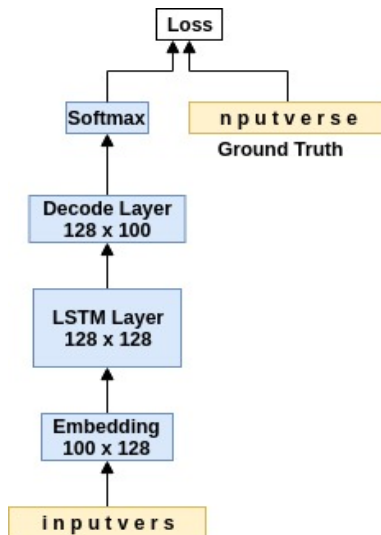 Loss
Softmax
n p u t v e r s e
Ground Truth
Decode Layer
128 x 100
LSTM Layer
128 x 128
Embedding
100 x 128
i n p u t v e r s